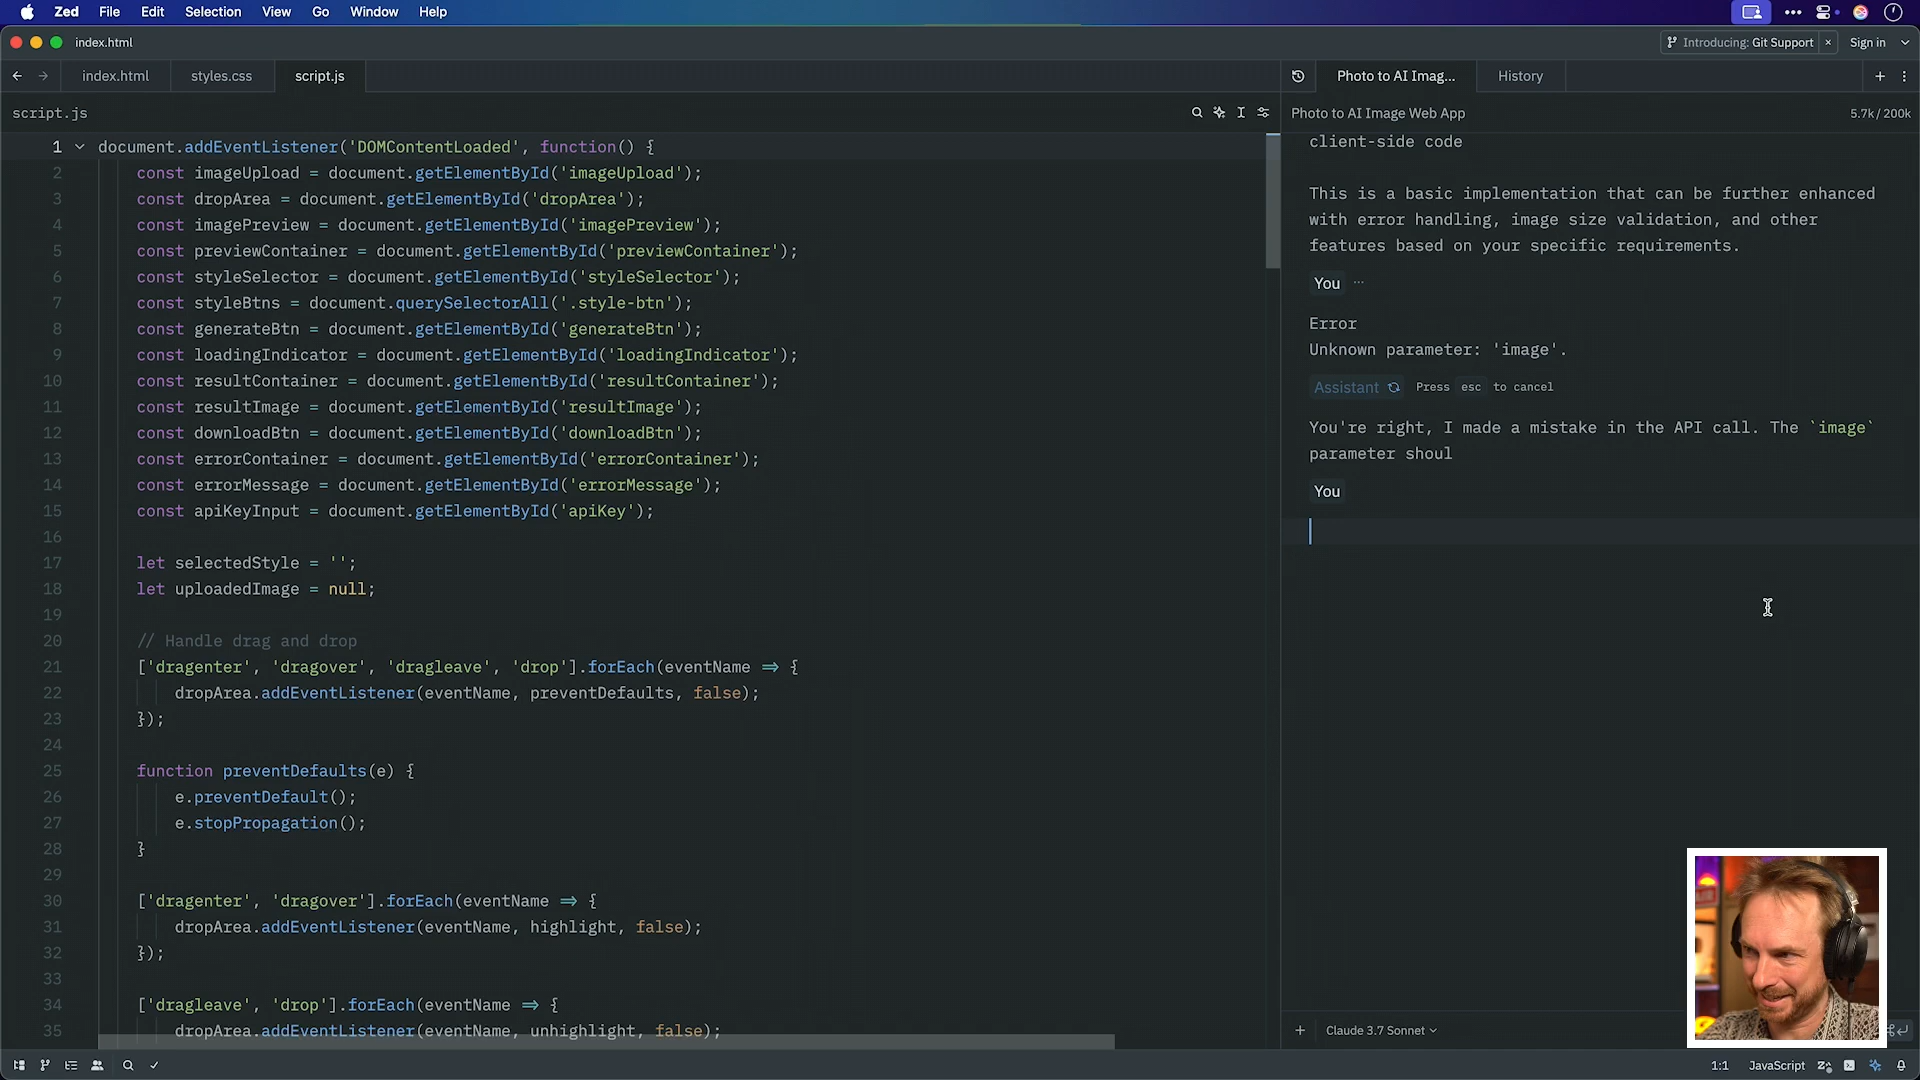 Zed File Edit Selection View Go Window Help
index.html
Introducing: Git Support × Sign in
index.html styles.css script.js
Photo to AI Imag... History
script.js
Photo to AI Image Web App 5.7k/200k
1 document.addEventListener('DOMContentLoaded', function() {
2 const imageUpload = document.getElementById('imageUpload');
3 const dropArea = document.getElementById('dropArea');
4 const imagePreview = document.getElementById('imagePreview');
5 const previewContainer = document.getElementById('previewContainer');
6 const styleSelector = document.getElementById('styleSelector');
7 const styleBtns = document.querySelectorAll('.style-btn');
8 const generateBtn = document.getElementById('generateBtn');
9 const loadingIndicator = document.getElementById('loadingIndicator');
10 const resultContainer = document.getElementById('resultContainer');
11 const resultImage = document.getElementById('resultImage');
12 const downloadBtn = document.getElementById('downloadBtn');
13 const errorContainer = document.getElementById('errorContainer');
14 const errorMessage = document.getElementById('errorMessage');
15 const apiKeyInput = document.getElementById('apiKey');
16
17 let selectedStyle = '';
18 let uploadedImage = null;
19
20 // Handle drag and drop
21 ['dragenter', 'dragover', 'dragleave', 'drop'].forEach(eventName => {
22 dropArea.addEventListener(eventName, preventDefaults, false);
23 });
24
25 function preventDefaults(e) {
26 e.preventDefault();
27 e.stopPropagation();
28 }
29
30 ['dragenter', 'dragover'].forEach(eventName => {
31 dropArea.addEventListener(eventName, highlight, false);
32 });
33
34 ['dragleave', 'drop'].forEach(eventName => {
35 dropArea.addEventListener(eventName, unhighlight, false);
client-side code
This is a basic implementation that can be further enhanced
with error handling, image size validation, and other
features based on your specific requirements.
You ...
Error
Unknown parameter: 'image'.
Assistant Press esc to cancel
You're right, I made a mistake in the API call. The `image`
parameter shoul
You
+ Claude 3.7 Sonnet
1:1 JavaScript